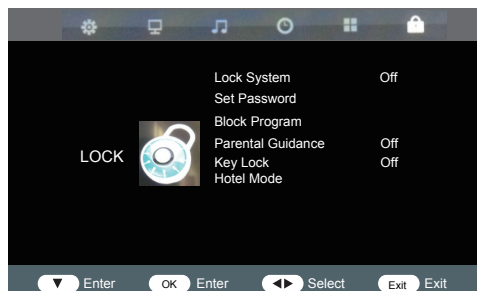 Lock System Off
Set Password
Block Program
Parental Guidance Off
LOCK
Key Lock Off
Hotel Mode
▼ Enter OK Enter ◀▶ Select Exit Exit